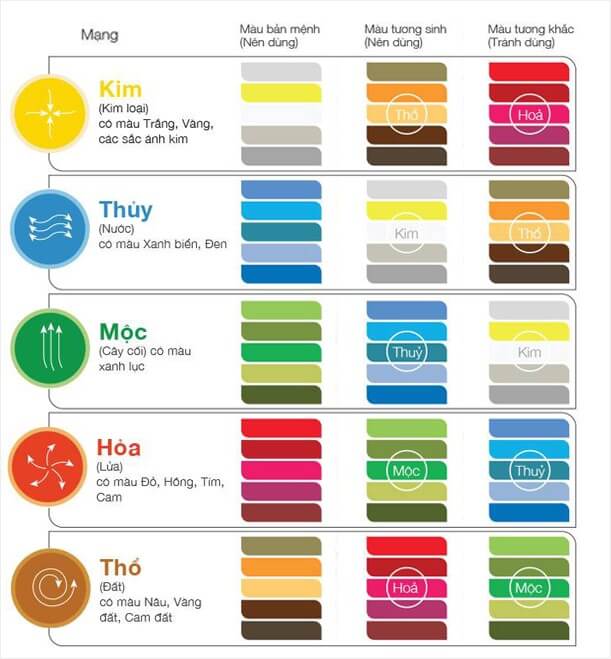 Mạng
Màu bản mệnh
(Nên dùng)
Màu tương sinh
(Nên dùng)
Màu tương khắc
(Tránh dùng)
Kim
(Kim loại)
có màu Trắng, Vàng,
các sắc ánh kim
Thổ
Hoả
Thủy
(Nước)
có màu Xanh biển, Đen
Kim
Thổ
Mộc
(Cây cối) có màu
xanh lục
Thuỷ
Kim
Hỏa
(Lửa)
có màu Đỏ, Hồng, Tím,
Cam
Mộc
Thuỷ
Thổ
(Đất)
có màu Nâu, Vàng
đất, Cam đất
Hoả
Mộc